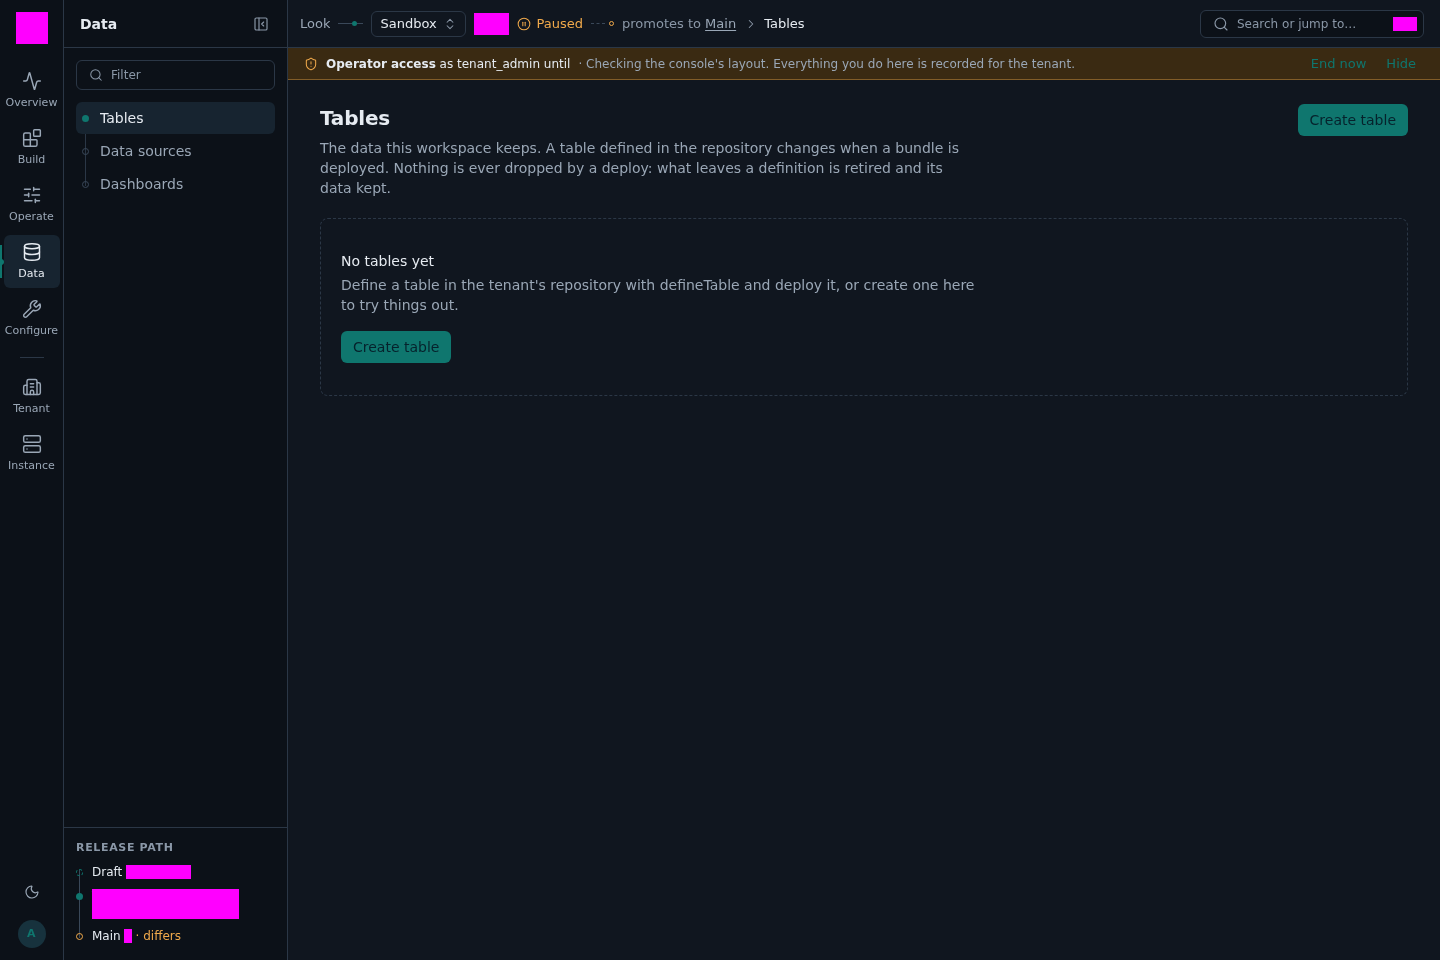 Data
Look
Sandbox
Paused
promotes to Main
Tables
Search or jump to...
Operator access as tenant_admin until · Checking the console's layout. Everything you do here is recorded for the tenant.
End now
Hide
Overview
Build
Operate
Data
Configure
Tenant
Instance
A
Filter
Tables
Data sources
Dashboards
RELEASE PATH
Draft
Main · differs
Tables
Create table
The data this workspace keeps. A table defined in the repository changes when a bundle is
deployed. Nothing is ever dropped by a deploy: what leaves a definition is retired and its
data kept.
No tables yet
Define a table in the tenant's repository with defineTable and deploy it, or create one here
to try things out.
Create table